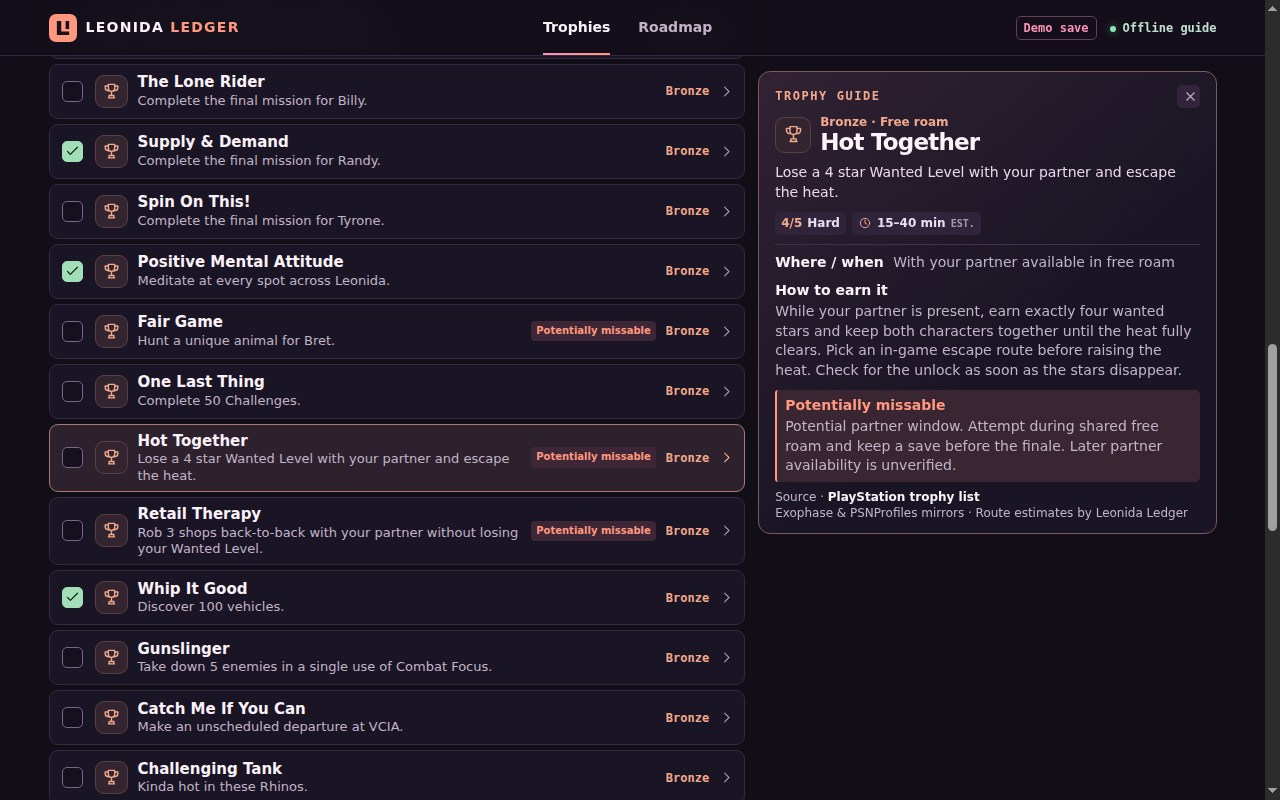 LEONIDA LEDGER
Trophies
Roadmap
Demo save
Offline guide
The Lone Rider
Complete the final mission for Billy.
Bronze
Supply & Demand
Complete the final mission for Randy.
Bronze
Spin On This!
Complete the final mission for Tyrone.
Bronze
Positive Mental Attitude
Meditate at every spot across Leonida.
Bronze
Fair Game
Hunt a unique animal for Bret.
Potentially missable
Bronze
One Last Thing
Complete 50 Challenges.
Bronze
Hot Together
Lose a 4 star Wanted Level with your partner and escape
the heat.
Potentially missable
Bronze
Retail Therapy
Rob 3 shops back-to-back with your partner without losing
your Wanted Level.
Potentially missable
Bronze
Whip It Good
Discover 100 vehicles.
Bronze
Gunslinger
Take down 5 enemies in a single use of Combat Focus.
Bronze
Catch Me If You Can
Make an unscheduled departure at VCIA.
Bronze
Challenging Tank
Kinda hot in these Rhinos.
Bronze
TROPHY GUIDE
Bronze · Free roam
Hot Together
Lose a 4 star Wanted Level with your partner and escape
the heat.
4/5 Hard
15–40 min EST.
Where / when With your partner available in free roam
How to earn it
While your partner is present, earn exactly four wanted
stars and keep both characters together until the heat fully
clears. Pick an in-game escape route before raising the
heat. Check for the unlock as soon as the stars disappear.
Potentially missable
Potential partner window. Attempt during shared free
roam and keep a save before the finale. Later partner
availability is unverified.
Source · PlayStation trophy list
Exophase & PSNProfiles mirrors · Route estimates by Leonida Ledger